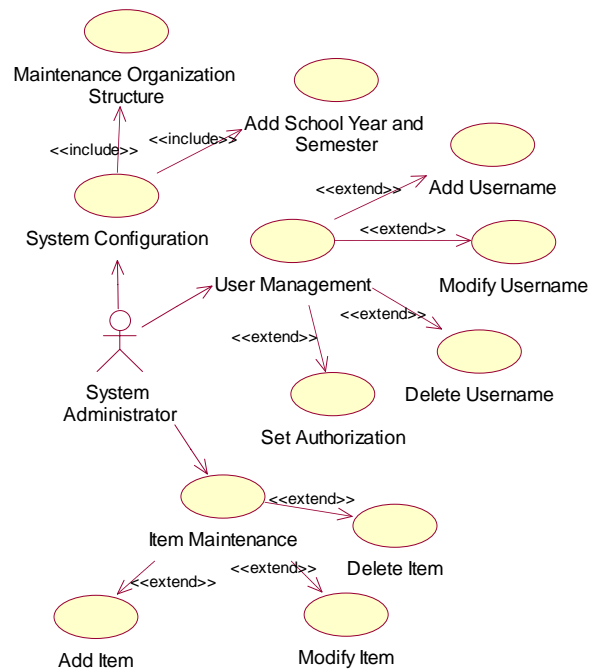 Maintenance Organization
Structure
<<include>>
<<include>>
Add School Year and
Semester
System Configuration
<<extend>>
Add Username
<<extend>>
User Management
Modify Username
<<extend>>
<<extend>>
Delete Username
System
Administrator
Set Authorization
<<extend>>
Item Maintenance
Delete Item
<<extend>>
<<extend>>
Add Item
Modify Item